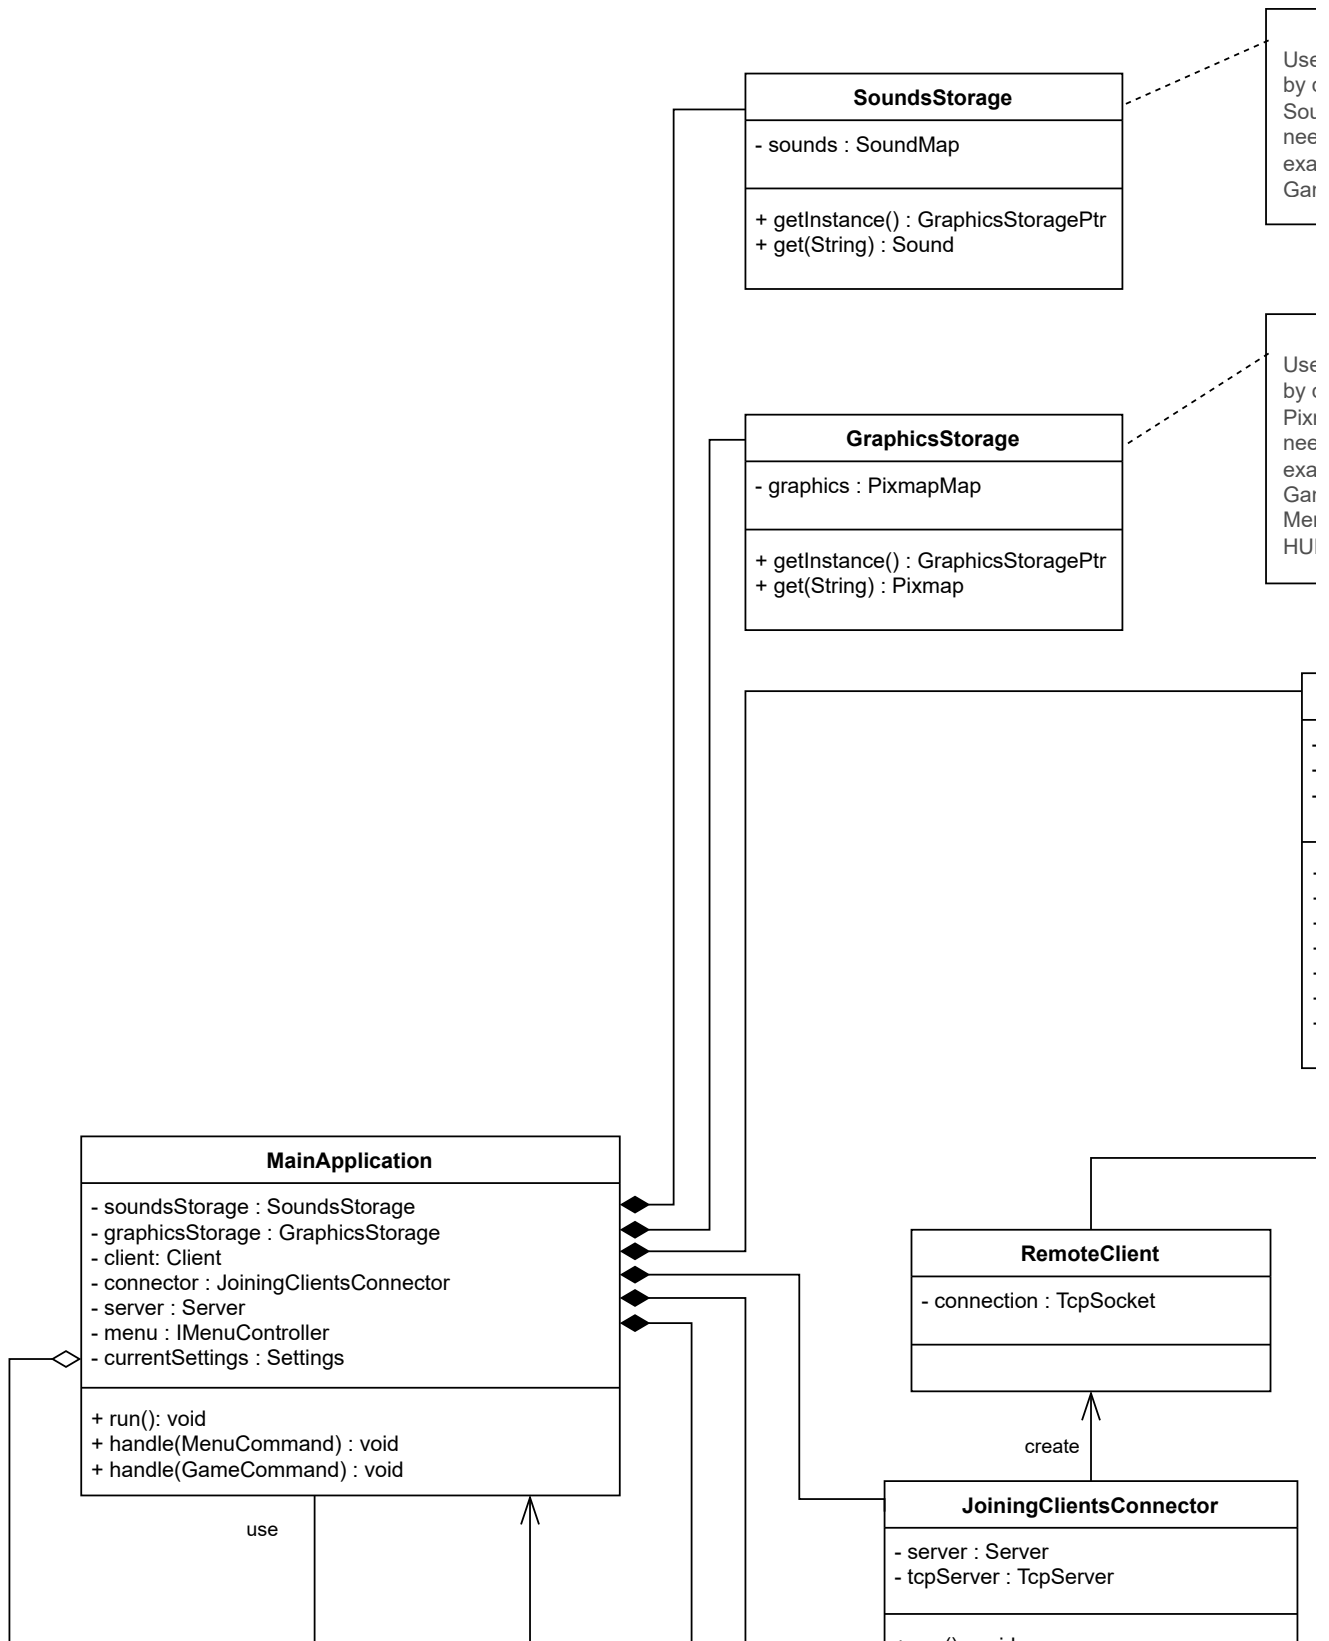 SoundsStorage
- sounds : SoundMap
+ getInstance() : GraphicsStoragePtr
+ get(String) : Sound
by
GraphicsStorage
- graphics : PixmapMap
+ getInstance() : GraphicsStoragePtr
+ get(String) : Pixmap
by
MainApplication
- soundsStorage : SoundsStorage
- graphicsStorage : GraphicsStorage
- client: Client
- connector : JoiningClientsConnector
- server : Server
- menu : IMenuController
- currentSettings : Settings
+ run(): void
+ handle(MenuCommand) : void
+ handle(GameCommand) : void
use
RemoteClient
- connection : TcpSocket
create
JoiningClientsConnector
- server : Server
- tcpServer : TcpServer